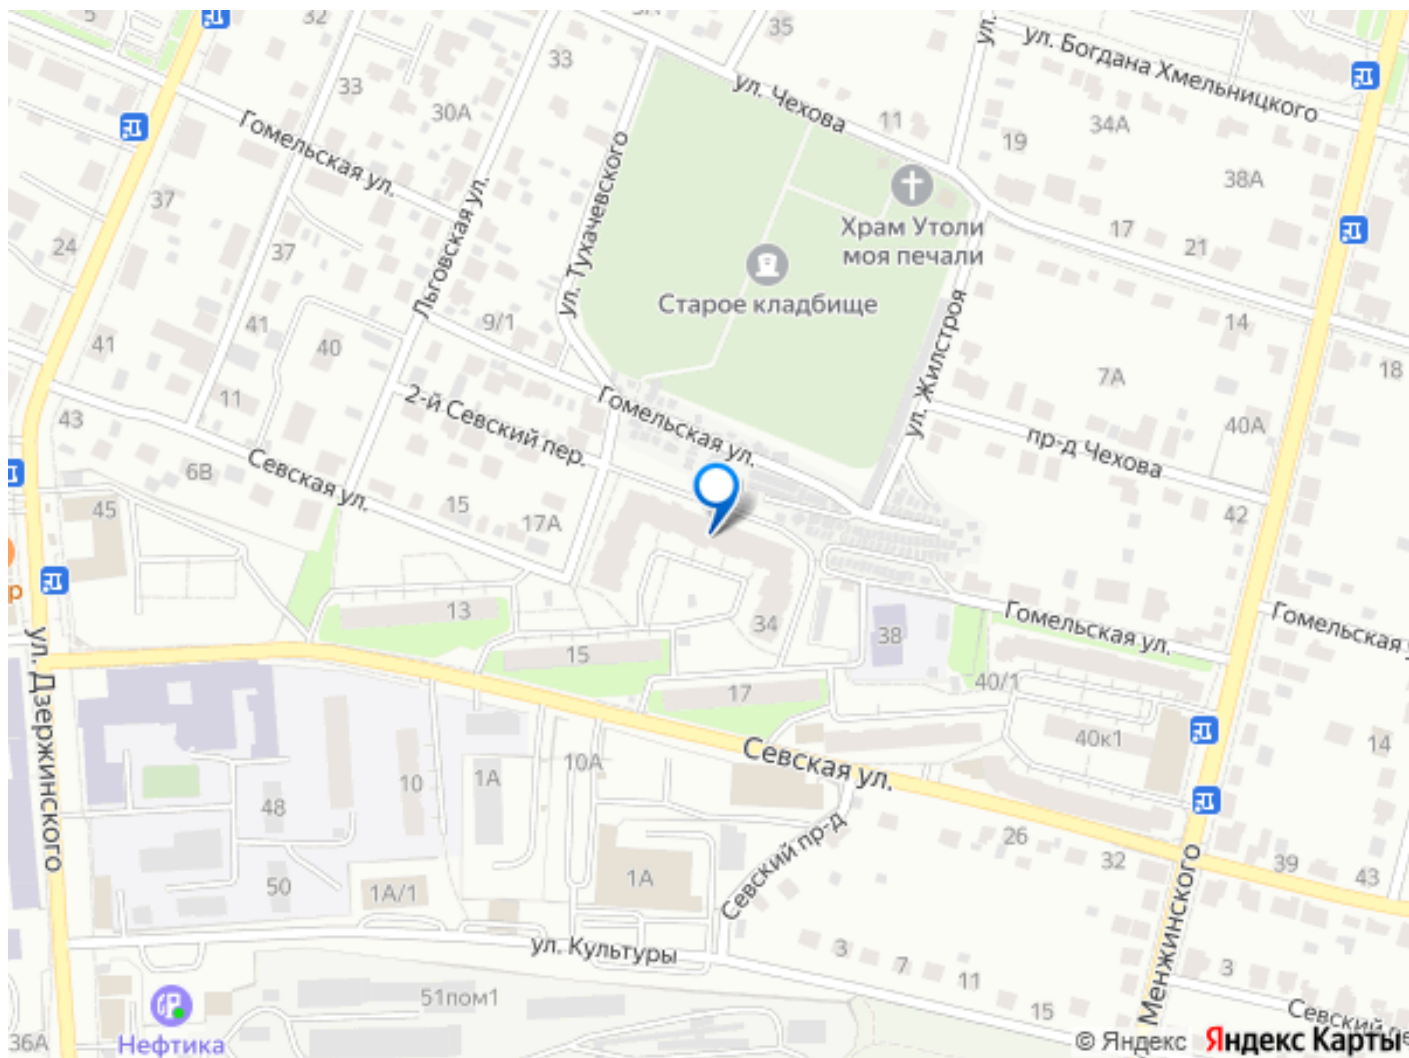 5
32
ул. Чехова
35
ул.
ул. Богдана Хмельницкого
33
33
30А
11
19
34А
38А
Гомельская ул.
ул. Тухачевского
Льговская ул.
37
24
37
Храм Утоли
моя печали
17
21
Старое кладбище
9/1
41
40
41
14
18
ул. Жилстроя
7А
11
43
2-й Севский пер.
Гомельская ул.
пр-д Чехова
40А
6В
Севская ул.
15
17А
45
42
р
13
34
38
Гомельская ул.
Гомельская у
15
17
40/1
ул. Дзержинского
40к1
14
Севская ул.
10А
1А
10
48
Севский пр-д
26
32
39
43
50
1А/1
1А
Менжинского
ул. Культуры
3
7
11
15
3
51пом1
Севский пе
36А
Нефтика
© Яндекс Яндекс Карты